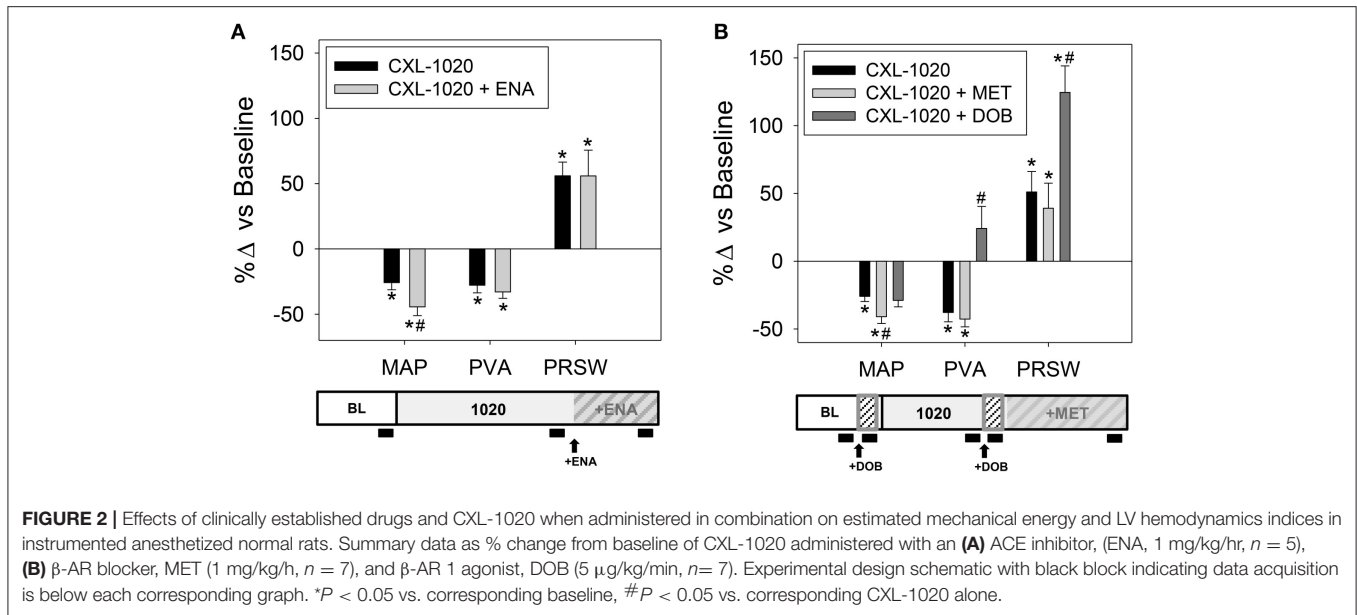 A
150
100
50
0
-50
% Δ vs Baseline
CXL-1020
CXL-1020 + ENA
*
*#
*
*
*
*
MAP PVA PRSW
BL 1020 +ENA
+ENA
B
150
100
50
0
-50
% Δ vs Baseline
CXL-1020
CXL-1020 + MET
CXL-1020 + DOB
*
*#
*
*
#
*
*
*#
MAP PVA PRSW
BL 1020 +MET
+DOB +DOB
FIGURE 2 | Effects of clinically established drugs and CXL-1020 when administered in combination on estimated mechanical energy and LV hemodynamics indices in
instrumented anesthetized normal rats. Summary data as % change from baseline of CXL-1020 administered with an (A) ACE inhibitor, (ENA, 1 mg/kg/hr, n = 5),
(B) β-AR blocker, MET (1 mg/kg/h, n = 7), and β-AR 1 agonist, DOB (5 μg/kg/min, n= 7). Experimental design schematic with black block indicating data acquisition
is below each corresponding graph. *P < 0.05 vs. corresponding baseline, #P < 0.05 vs. corresponding CXL-1020 alone.